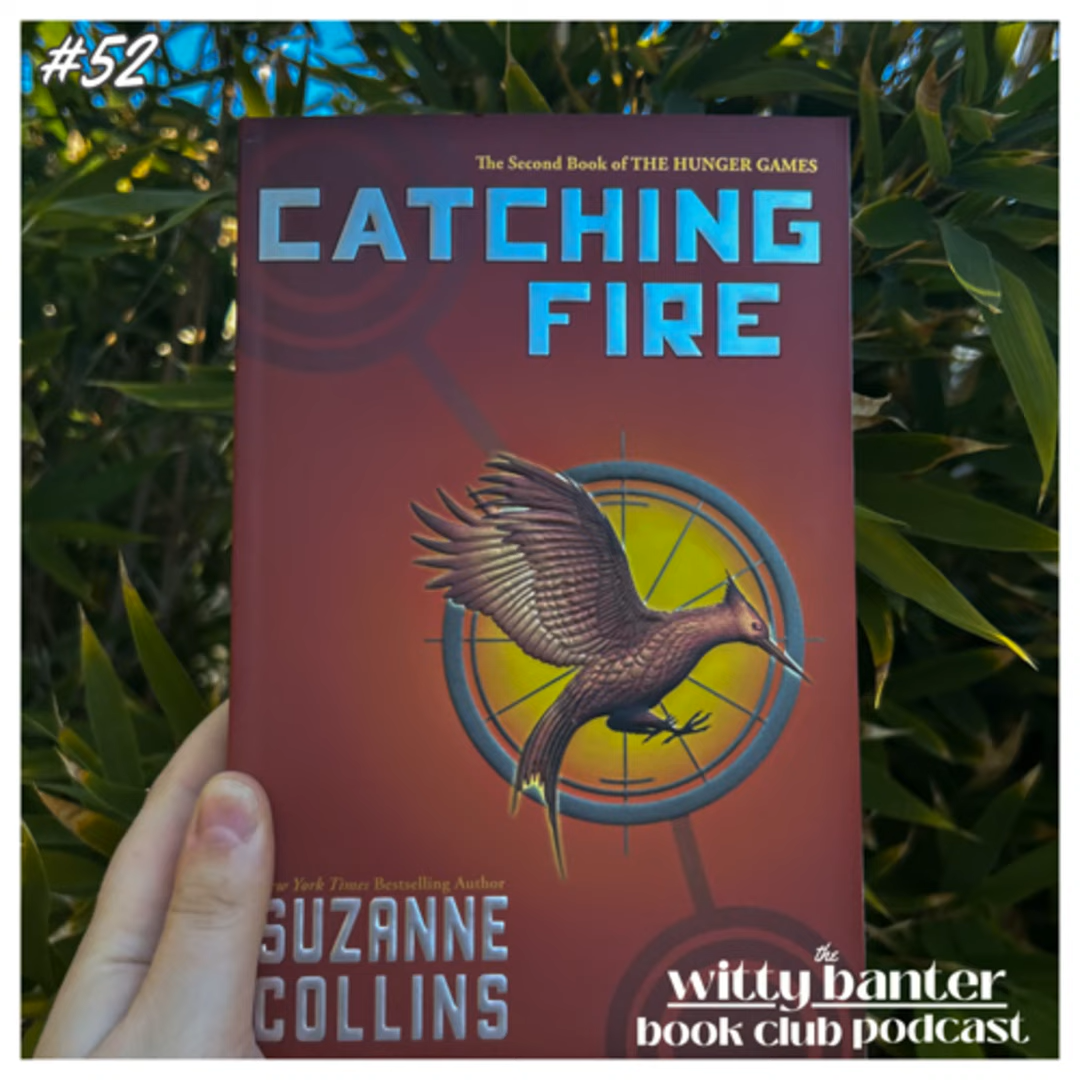 #52
The Second Book of THE HUNGER GAMES
CATCHING
FIRE
York Times Bestselling Author
SUZANNE
COLLINS
the
witty banter
book club podcast